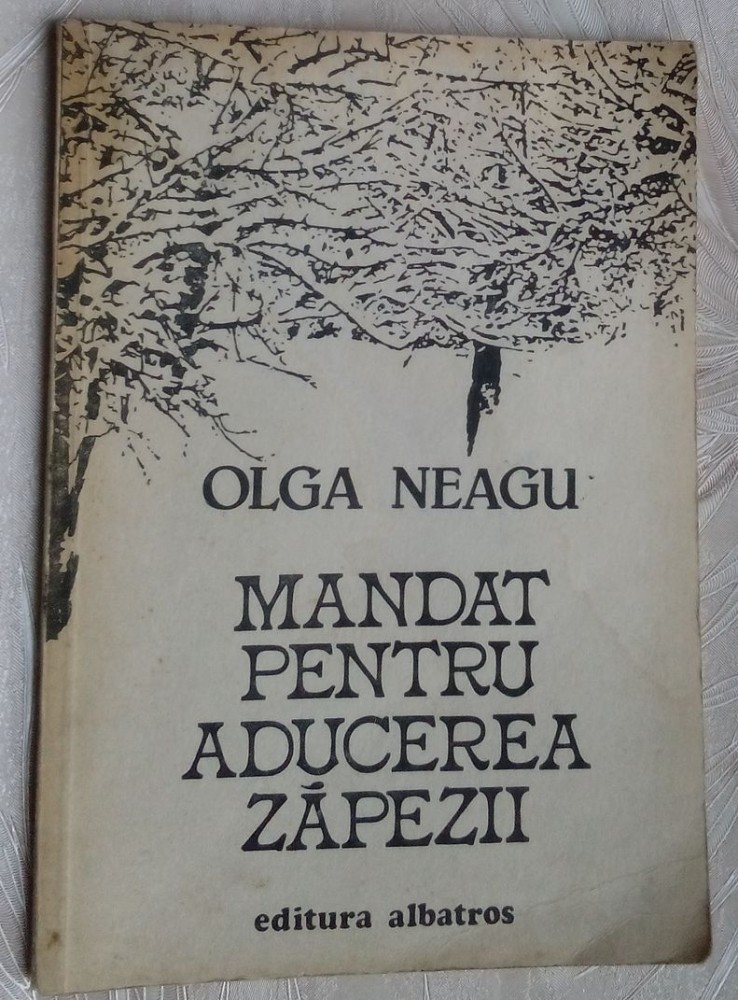 OLGA NEAGU
MANDAT
PENTRU
ADUCEREA
ZĂPEZII
editura albatros